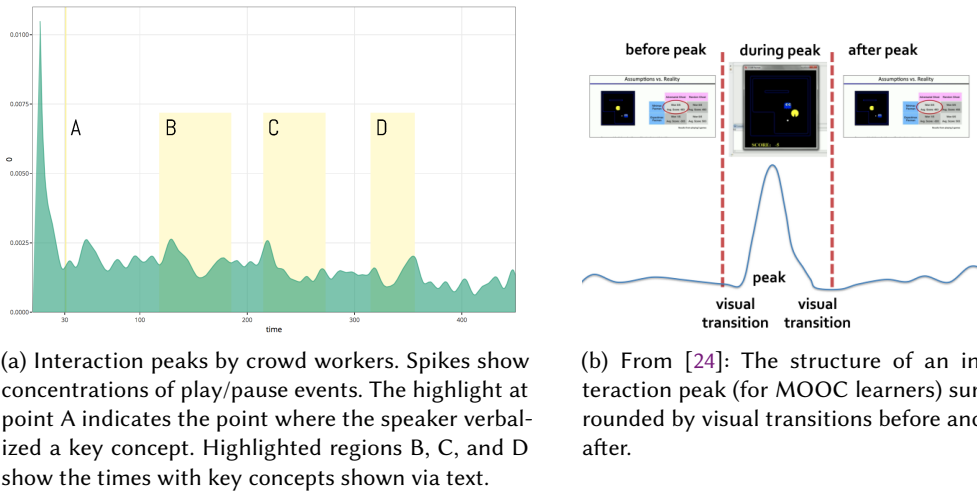 0.0100
0.0075
0.0050
0.0025
0.0000
0
A
B
C
D
30
100
200
300
400
time
before peak
during peak
after peak
Assumptions vs. Reality
Assumptions vs. Reality
SCORE:
peak
visual
transition
visual
transition
(a) Interaction peaks by crowd workers. Spikes show
concentrations of play/pause events. The highlight at
point A indicates the point where the speaker verbal-
ized a key concept. Highlighted regions B, C, and D
show the times with key concepts shown via text.
(b) From [24]: The structure of an in
teraction peak (for MOOC learners) sur
rounded by visual transitions before and
after.